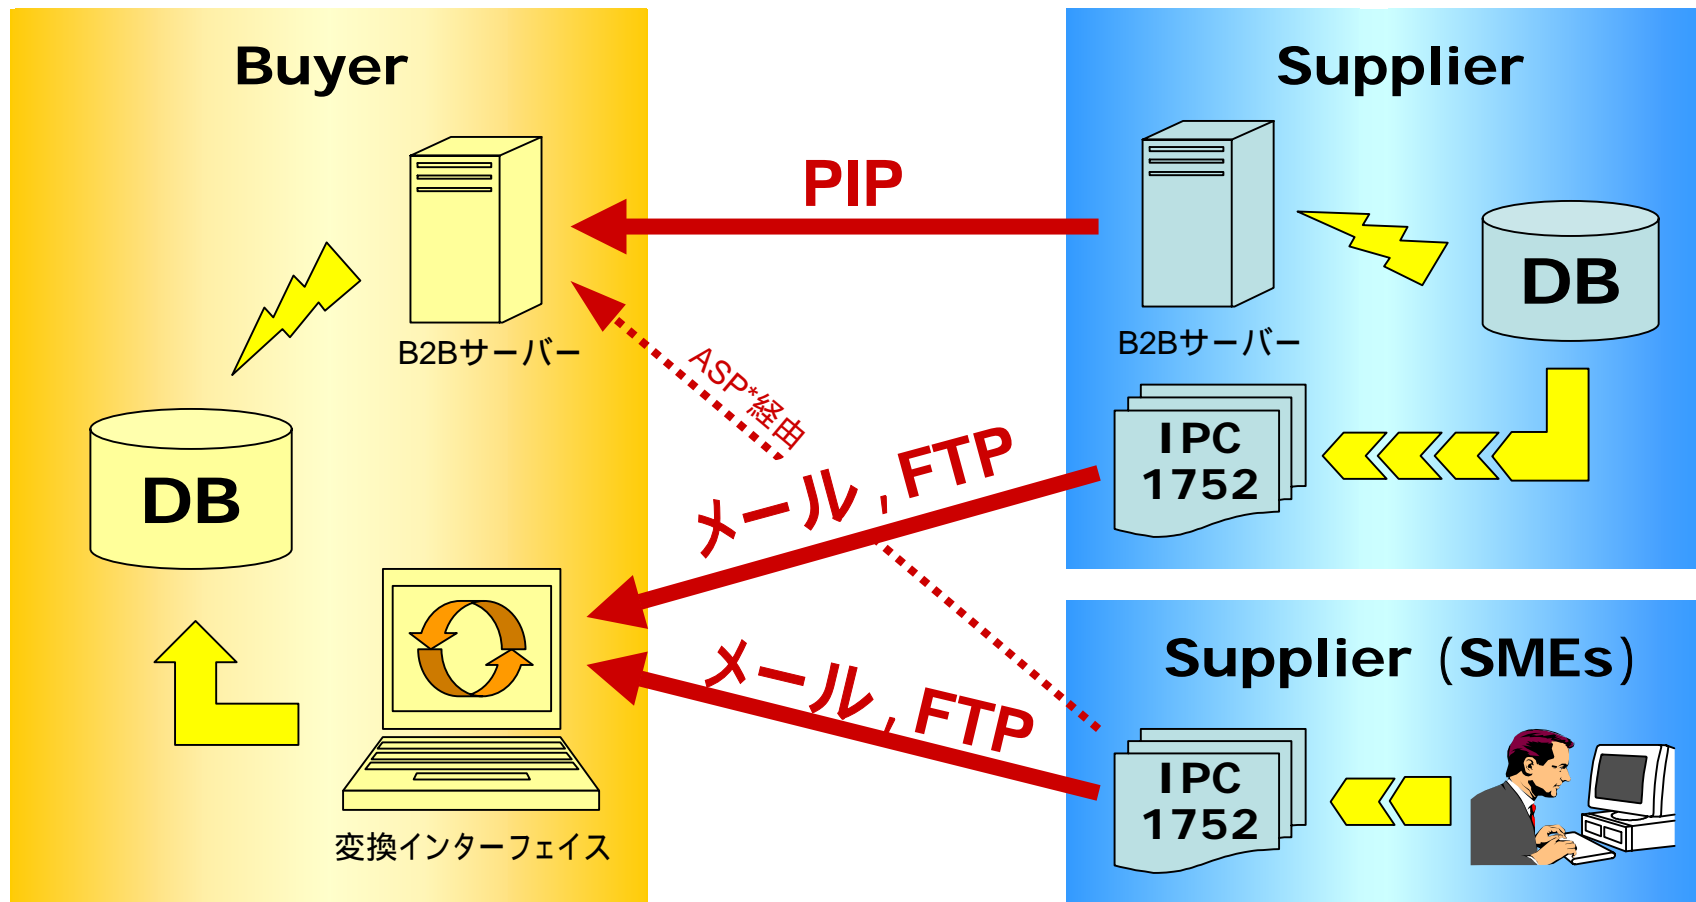 Buyer
Supplier
PIP
DB
B2Bサーバー
B2Bサーバー
ASP*経由
IPC
1752
メール , FTP
DB
Supplier (SMEs)
メール , FTP
IPC
1752
変換インターフェイス